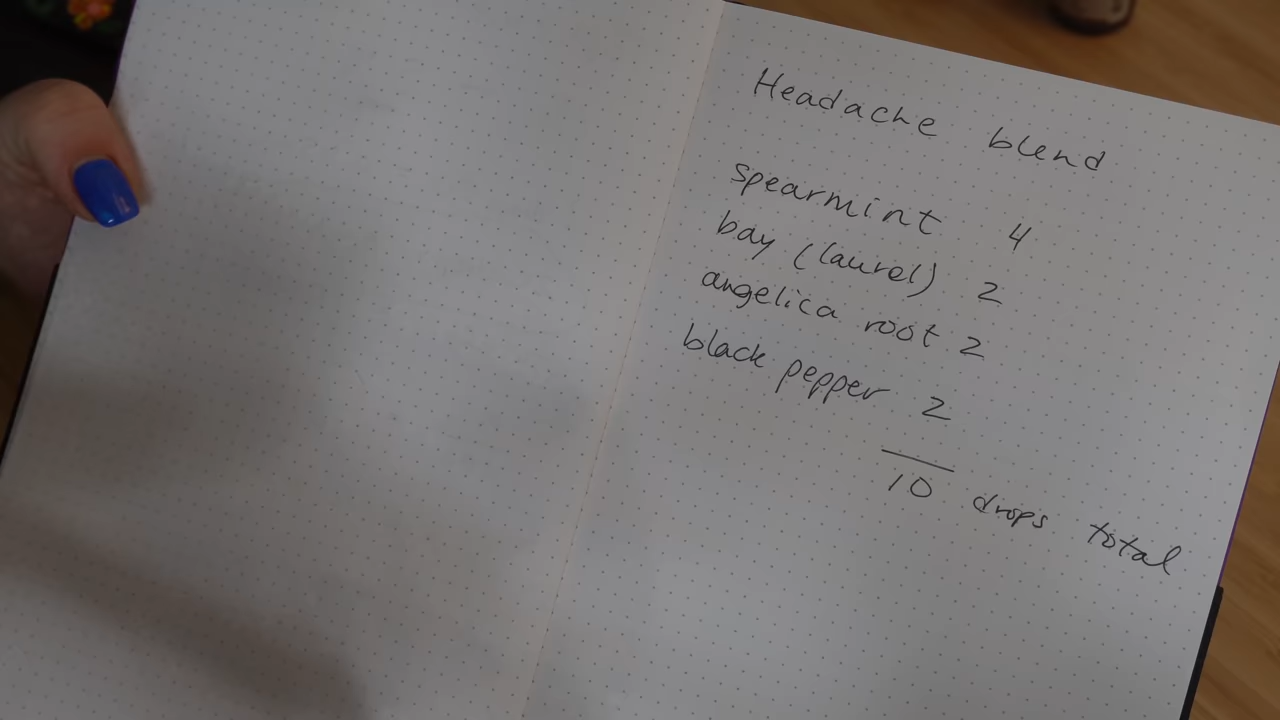 Headache blend
spearmint 4
bay (laurel) 2
angelica root 2
black pepper 2
10 drops total